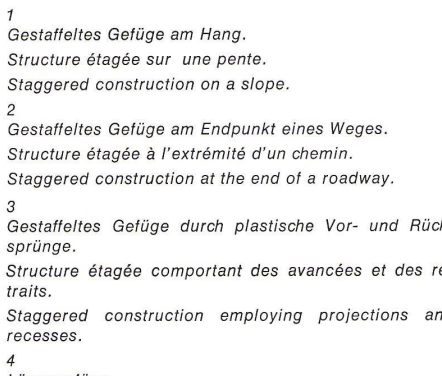 1
Gestaffeltes Gefüge am Hang.
Structure étagée sur une pente.
Staggered construction on a slope.
2
Gestaffeltes Gefüge am Endpunkt eines Weges.
Structure étagée à l'extrémité d'un chemin.
Staggered construction at the end of a roadway.
3
Gestaffeltes Gefüge durch plastische Vor- und Rück
sprünge.
Structure étagée comportant des avancées et des re
traits.
Staggered construction employing projections an
recesses.
4